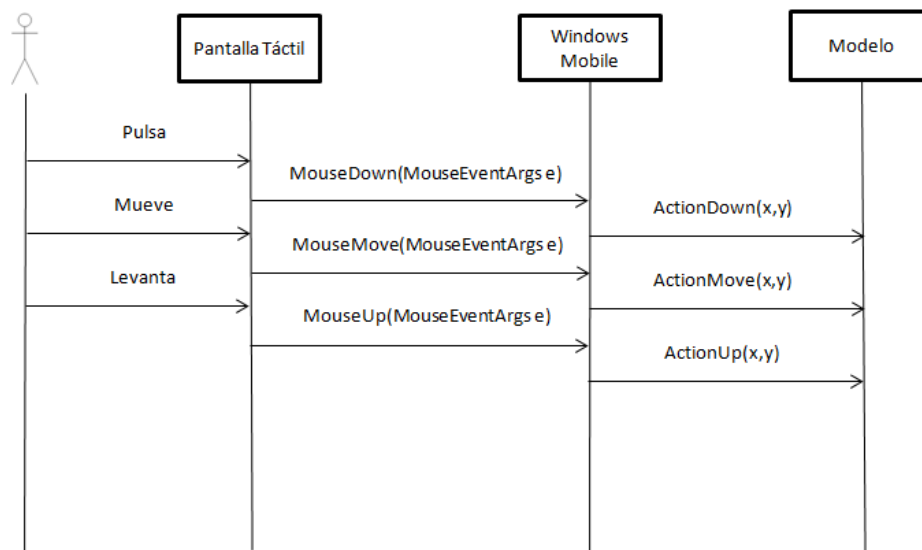 Pantalla Táctil
Windows
Mobile
Modelo
Pulsa
MouseDown(MouseEventArgs e)
Mueve
ActionDown(x,y)
MouseMove(MouseEventArgs e)
Levanta
ActionMove(x,y)
MouseUp(MouseEventArgs e)
ActionUp(x,y)